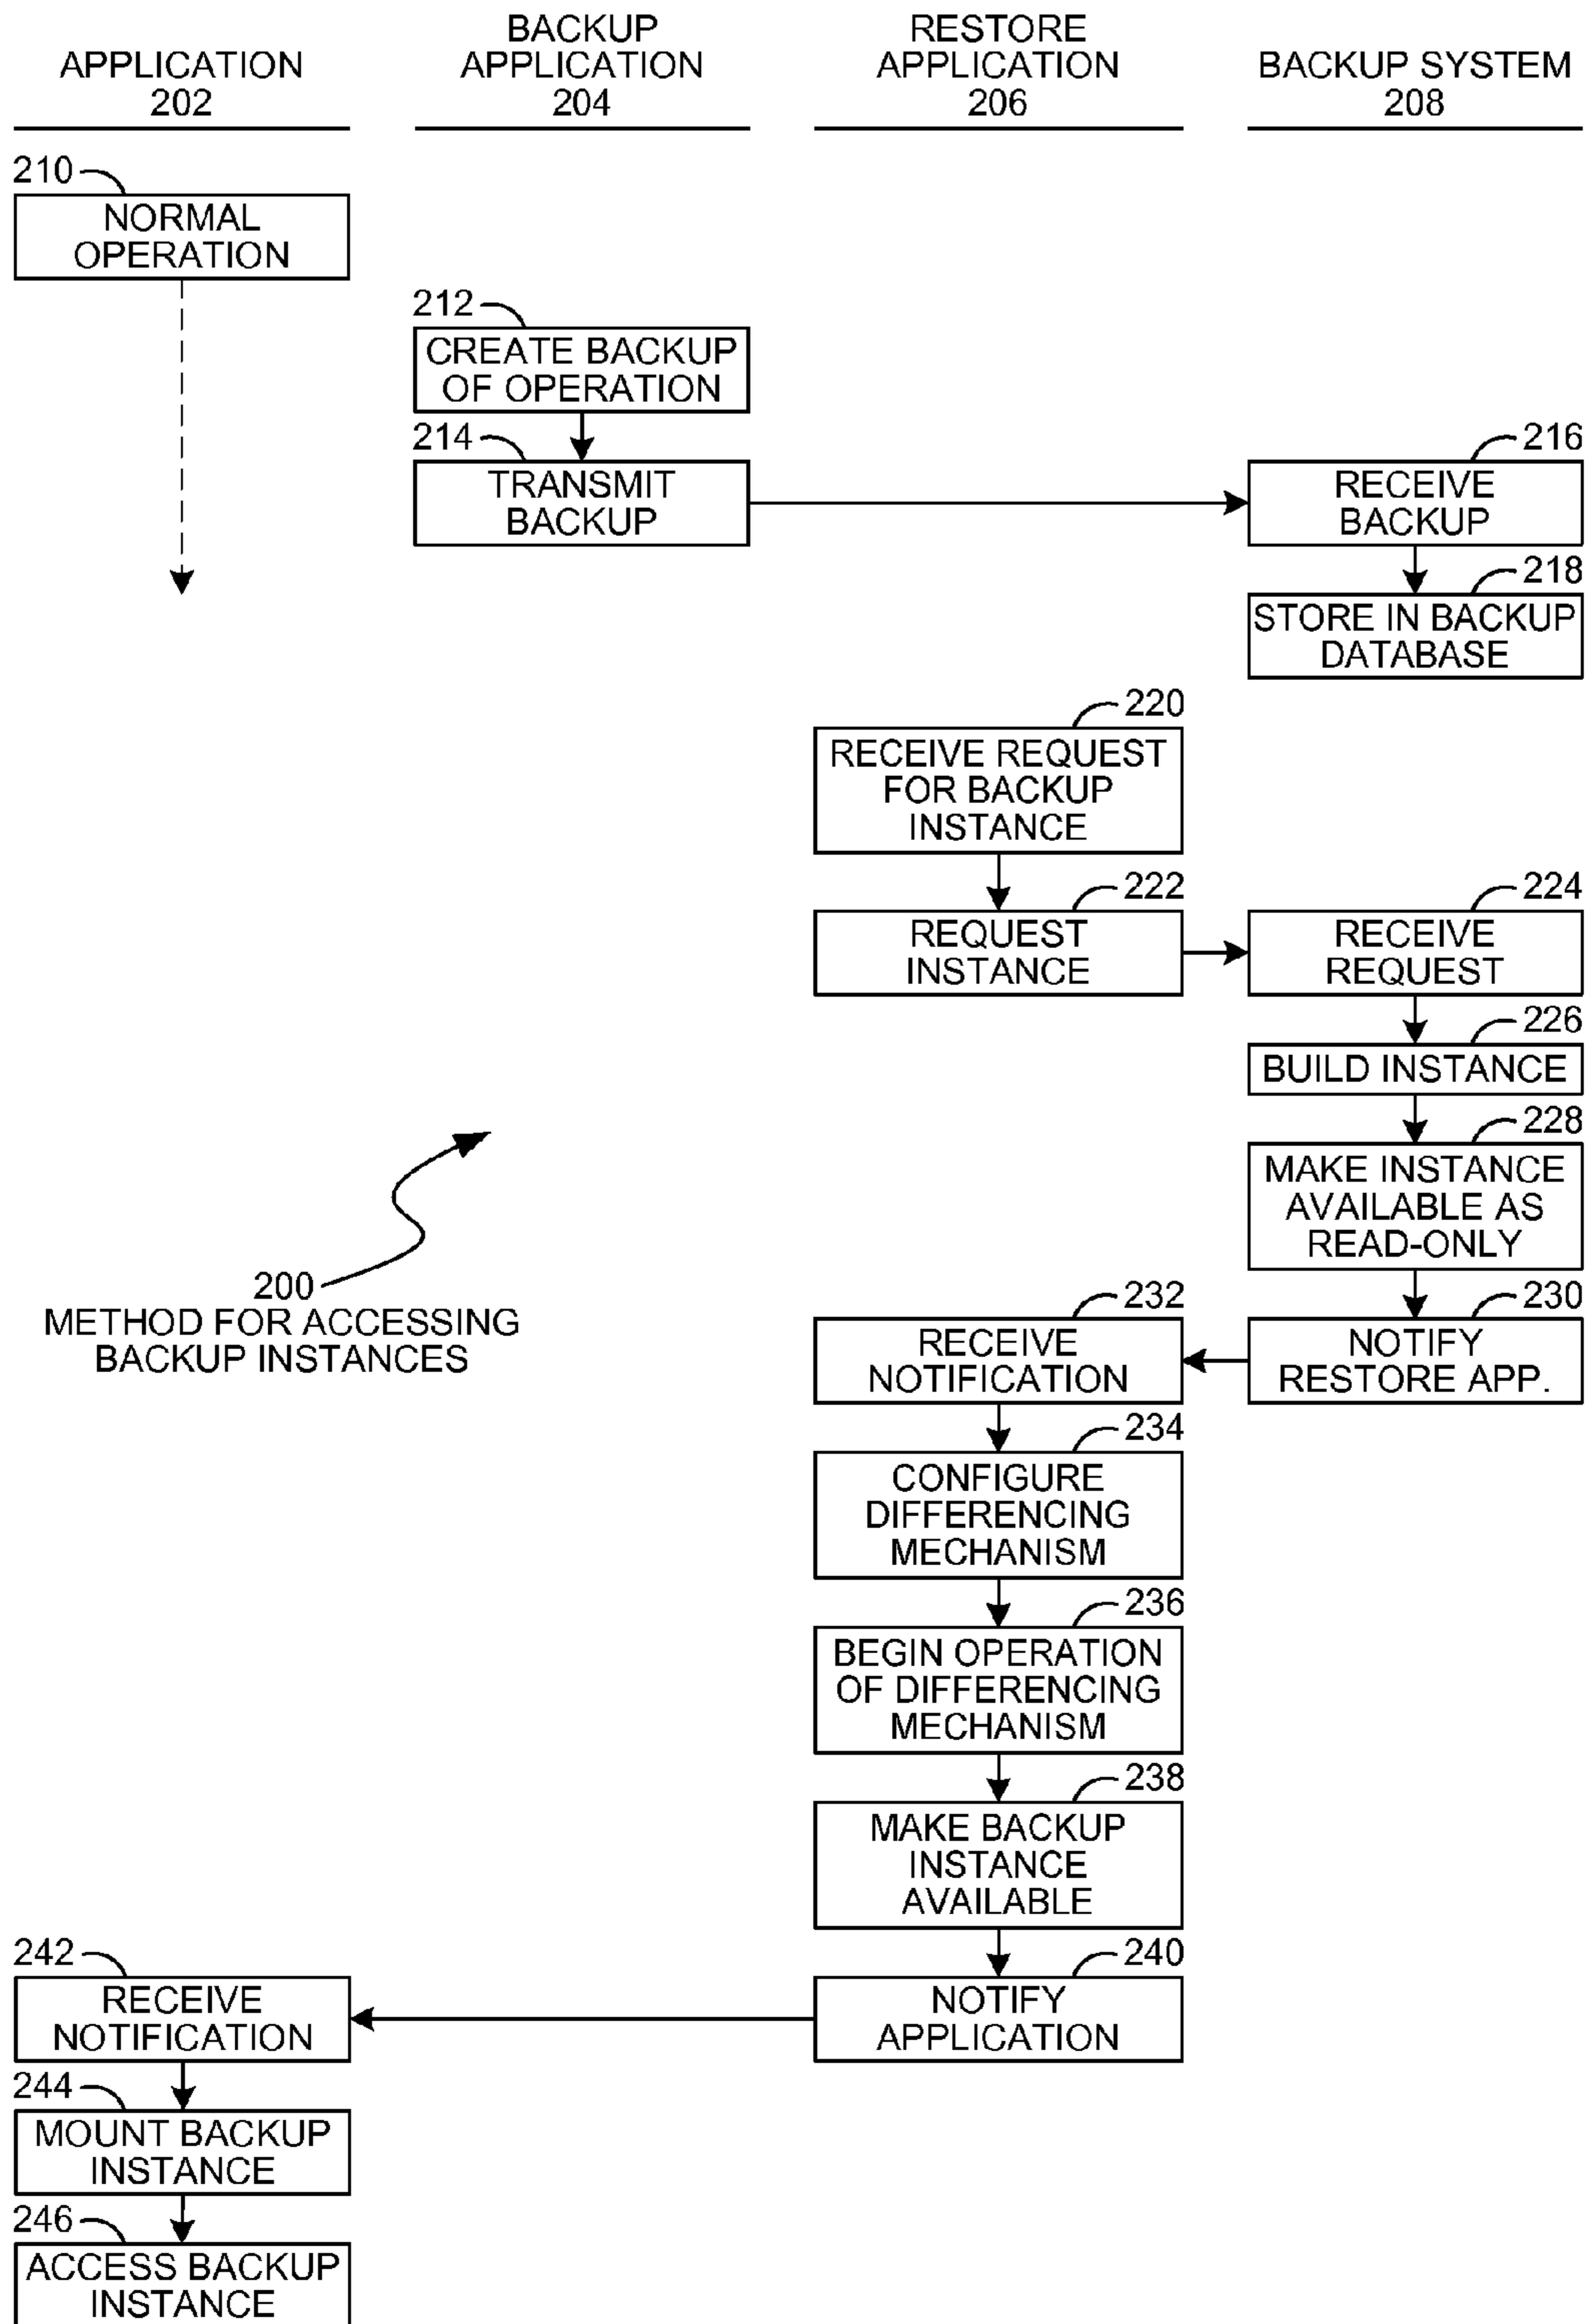 APPLICATION
202
BACKUP
APPLICATION
204
RESTORE
APPLICATION
206
BACKUP SYSTEM
208
210
NORMAL
OPERATION
212
CREATE BACKUP
OF OPERATION
214
TRANSMIT
BACKUP
216
RECEIVE
BACKUP
218
STORE IN BACKUP
DATABASE
220
RECEIVE REQUEST
FOR BACKUP
INSTANCE
222
REQUEST
INSTANCE
224
RECEIVE
REQUEST
226
BUILD INSTANCE
228
MAKE INSTANCE
AVAILABLE AS
READ-ONLY
200
METHOD FOR ACCESSING
BACKUP INSTANCES
230
NOTIFY
RESTORE APP.
232
RECEIVE
NOTIFICATION
234
CONFIGURE
DIFFERENCING
MECHANISM
236
BEGIN OPERATION
OF DIFFERENCING
MECHANISM
238
MAKE BACKUP
INSTANCE
AVAILABLE
240
NOTIFY
APPLICATION
242
RECEIVE
NOTIFICATION
244
MOUNT BACKUP
INSTANCE
246
ACCESS BACKUP
INSTANCE